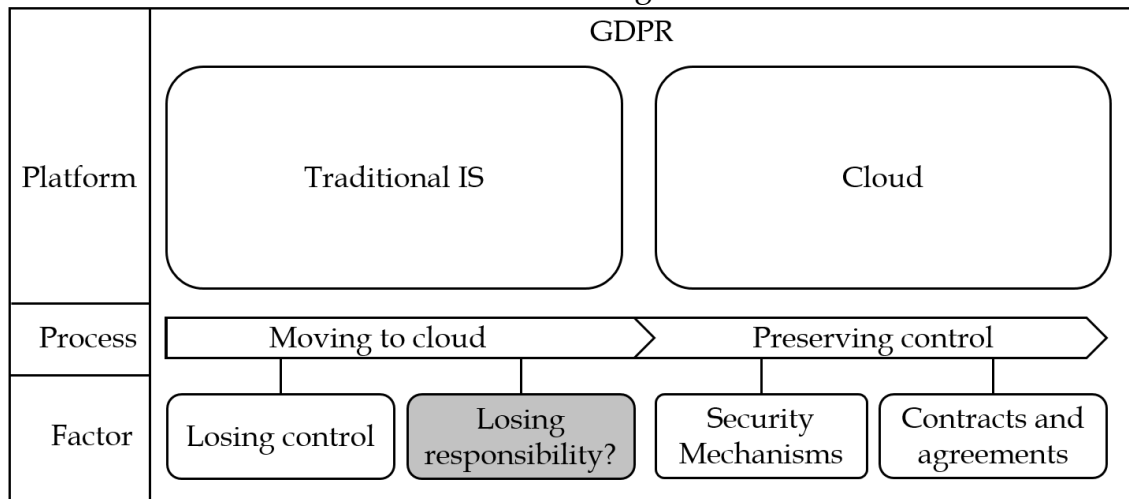 GDPR
Platform
Traditional IS
Cloud
Process
Moving to cloud
Preserving control
Factor
Losing control
Losing
responsibility?
Security
Mechanisms
Contracts and
agreements